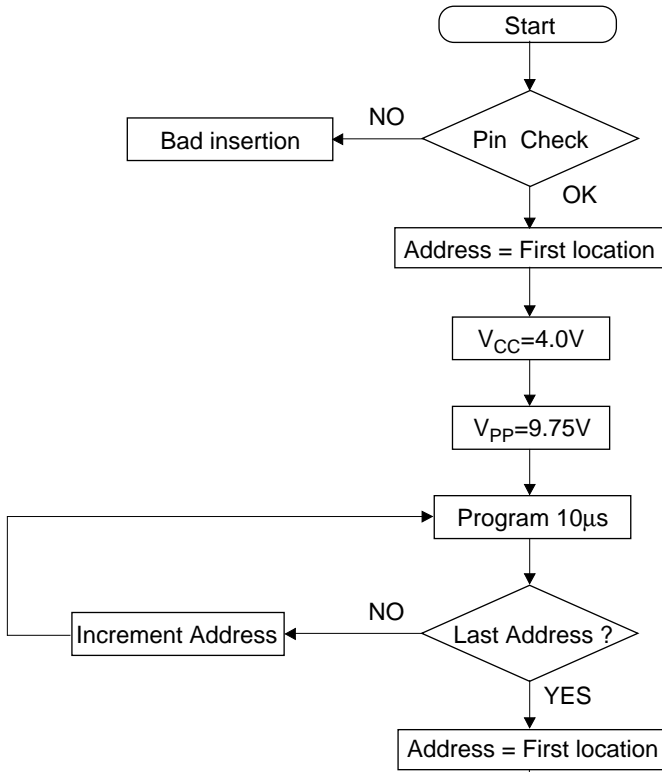 Start
NO
Pin Check
Bad insertion
OK
Address = First location
VCC=4.0V
VPP=9.75V
Program 10μs
NO
Increment Address
Last Address ?
YES
Address = First location